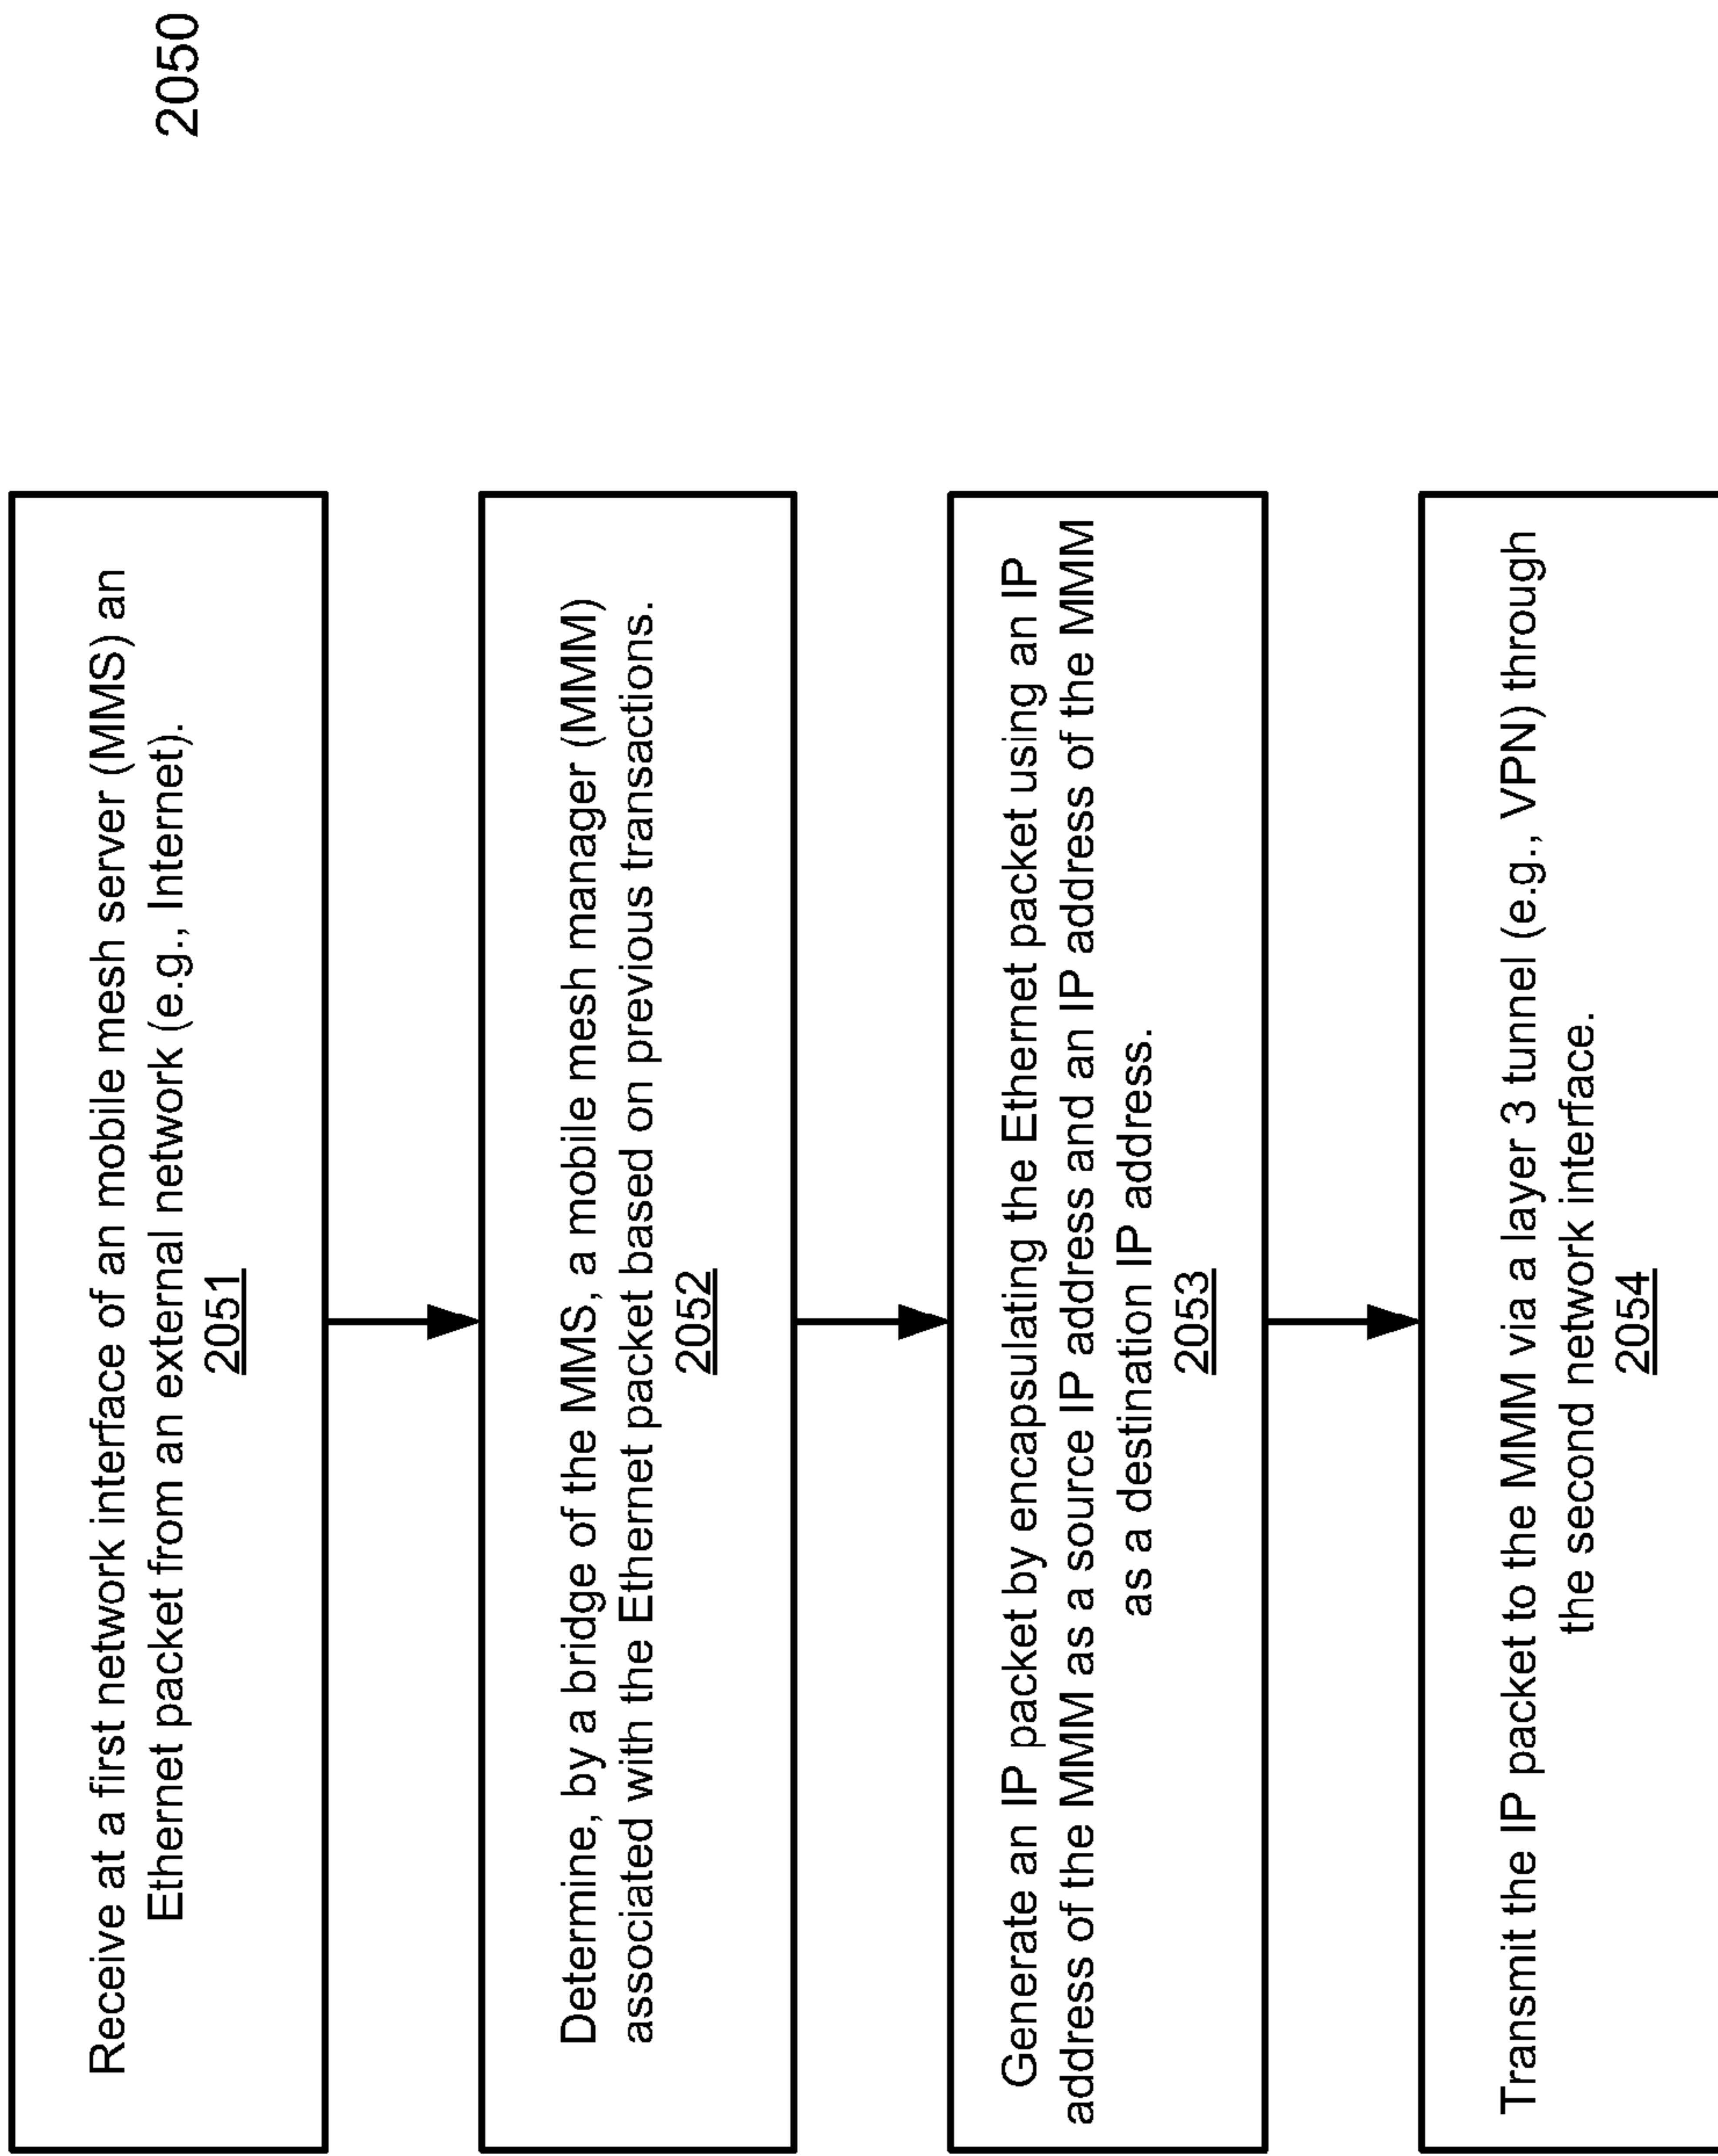 2050
Receive at a first network interface of an mobile mesh server (MMS) an
Ethernet packet from an external network (e.g., Internet).
2051
Determine, by a bridge of the MMS, a mobile mesh manager (MMM)
associated with the Ethernet packet based on previous transactions.
2052
Generate an IP packet by encapsulating the Ethernet packet using an IP
address of the MMM as a source IP address and an IP address of the MMM
as a destination IP address.
2053
Transmit the IP packet to the MMM via a layer 3 tunnel (e.g., VPN) through
the second network interface.
2054